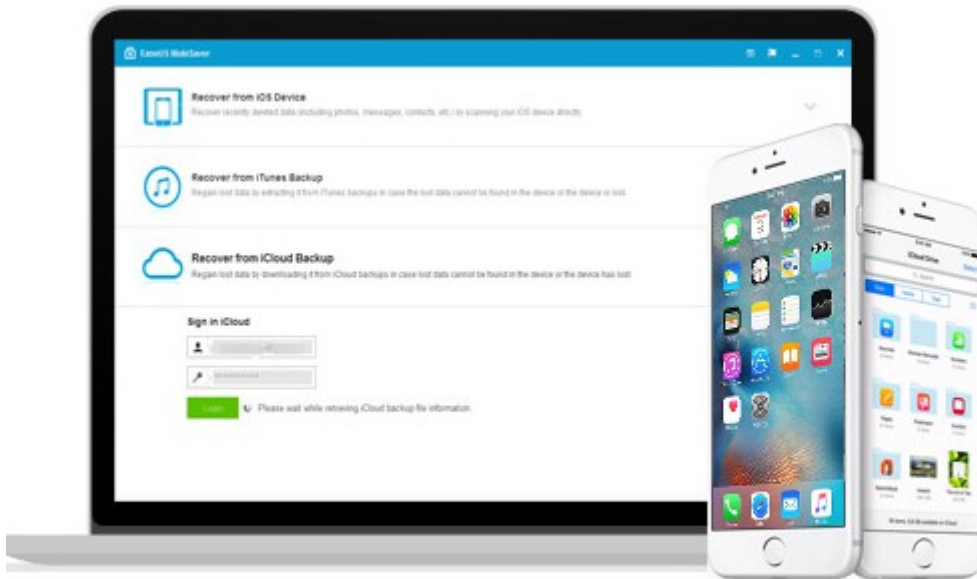 EaseUS MobiSaver
Recover from iOS Device
Recover recently deleted data (including photos, messages, contacts, etc.) by scanning your iOS device directly.
Recover from iTunes Backup
Regain lost data by extracting it from iTunes backups in case the lost data cannot be found in the device or the device is lost.
Recover from iCloud Backup
Regain lost data by downloading it from iCloud backups in case lost data cannot be found in the device or the device has lost
Sign in iCloud
Login
Please wait while retrieving iCloud backup file information.
iCloud Drive
Search